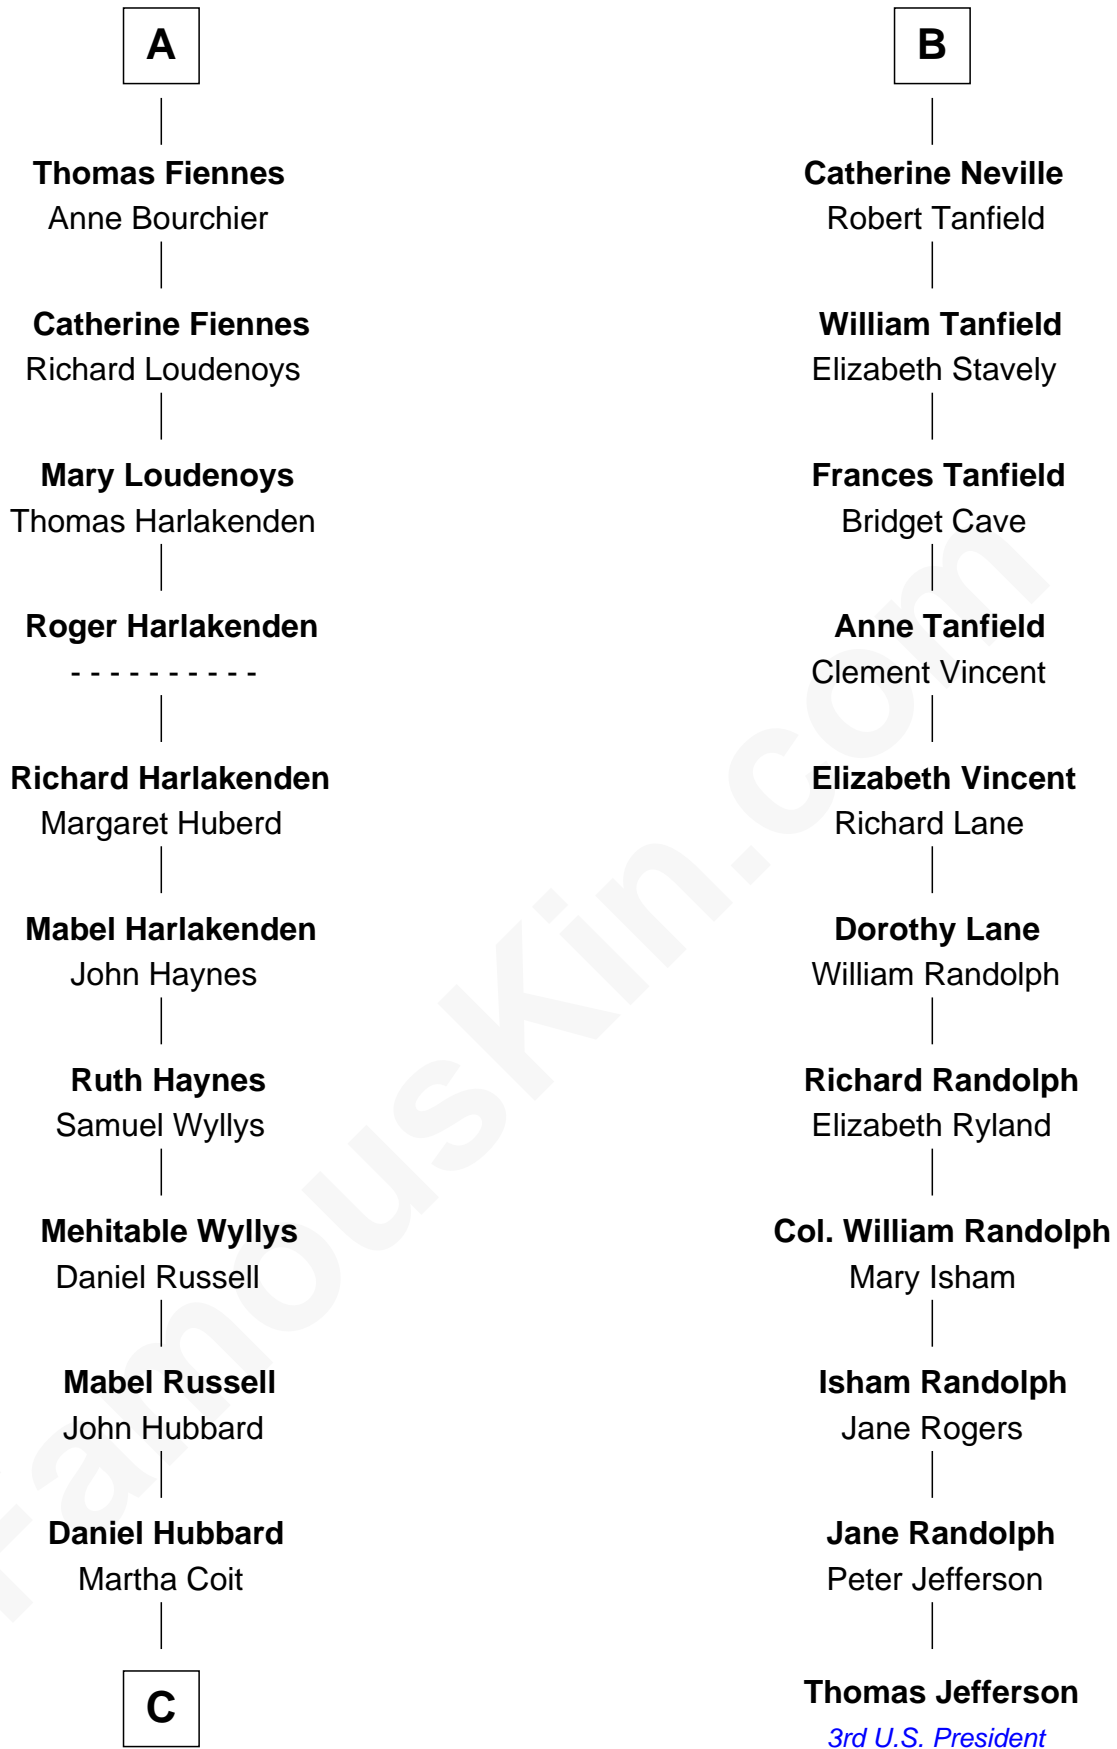 A
Thomas Fiennes
Anne Bourchier
Catherine Fiennes
Richard Loudenoys
Mary Loudenoys
Thomas Harlakenden
Roger Harlakenden
- - - - - - - - - -
Richard Harlakenden
Margaret Huberd
Mabel Harlakenden
John Haynes
Ruth Haynes
Samuel Wyllys
Mehitable Wyllys
Daniel Russell
Mabel Russell
John Hubbard
Daniel Hubbard
Martha Coit
C
B
Catherine Neville
Robert Tanfield
William Tanfield
Elizabeth Stavely
Frances Tanfield
Bridget Cave
Anne Tanfield
Clement Vincent
Elizabeth Vincent
Richard Lane
Dorothy Lane
William Randolph
Richard Randolph
Elizabeth Ryland
Col. William Randolph
Mary Isham
Isham Randolph
Jane Rogers
Jane Randolph
Peter Jefferson
Thomas Jefferson
3rd U.S. President
FamousKin.com